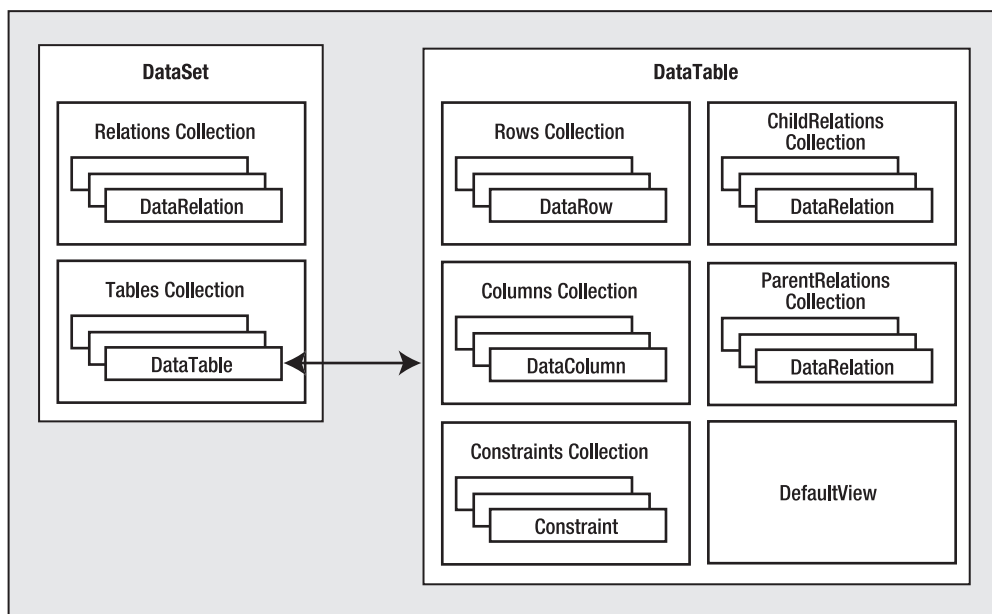 DataSet
Relations Collection
DataRelation
Tables Collection
DataTable
DataTable
Rows Collection
DataRow
ChildRelations
Collection
DataRelation
Columns Collection
DataColumn
ParentRelations
Collection
DataRelation
Constraints Collection
Constraint
DefaultView